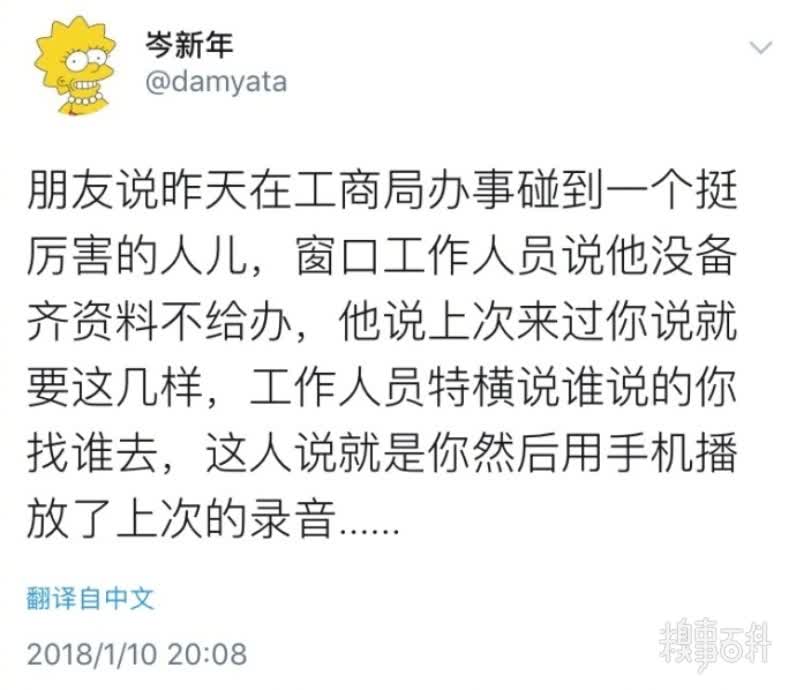 岑新年
@damyata
朋友说昨天在工商局办事碰到一个挺
厉害的人儿，窗口工作人员说他没备
齐资料不给办，他说上次来过你说就
要这几样，工作人员特横说谁说的你
找谁去，这人说就是你然后用手机播
放了上次的录音......
翻译自中文
2018/1/10 20:08
糗事百科